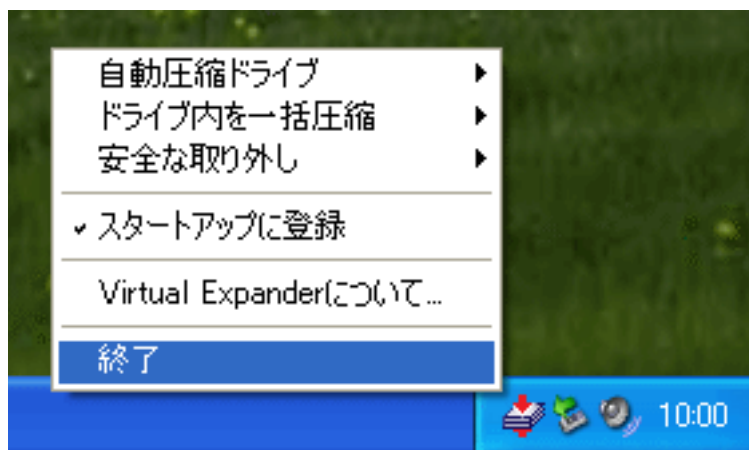 自動圧縮ドライブ
ドライブ内を一括圧縮
安全な取り外し
スタートアップに登録
Virtual Expanderについて...
終了
10:00